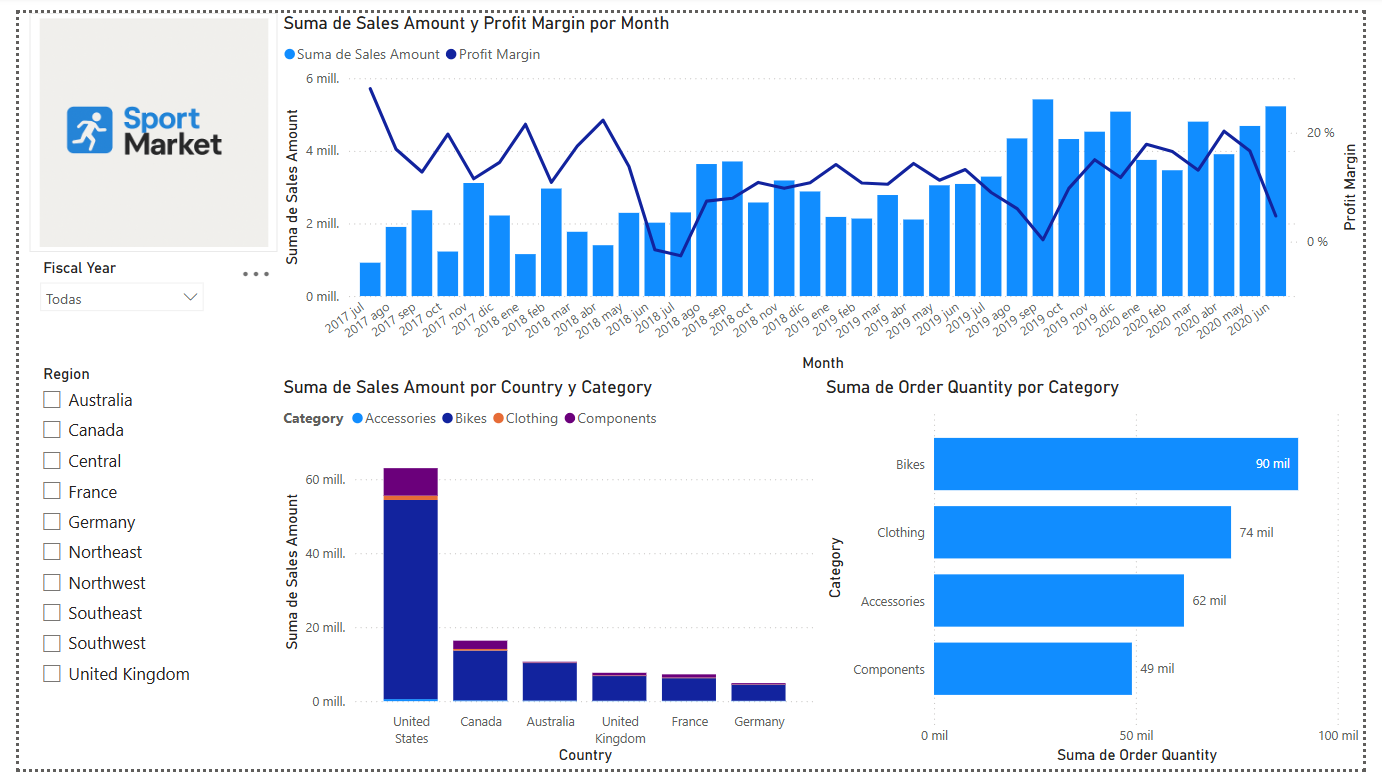 Sport
Market
Fiscal Year
Todas
Region
Australia
Canada
Central
France
Germany
Northeast
Northwest
Southeast
Southwest
United Kingdom
Suma de Sales Amount y Profit Margin por Month
Suma de Sales Amount Profit Margin
Suma de Sales Amount
6 mill.
4 mill.
2 mill.
0 mill.
20 %
0 %
Profit Margin
2017 jul
2017 ago
2017 sep
2017 oct
2017 nov
2017 dic
2018 ene
2018 feb
2018 mar
2018 abr
2018 may
2018 jun
2018 jul
2018 ago
2018 sep
2018 oct
2018 nov
2018 dic
2019 ene
2019 feb
2019 mar
2019 abr
2019 may
2019 jun
2019 jul
2019 ago
2019 sep
2019 oct
2019 nov
2019 dic
2020 ene
2020 feb
2020 mar
2020 abr
2020 may
2020 jun
Month
Suma de Sales Amount por Country y Category
Category Accessories Bikes Clothing Components
Suma de Sales Amount
60 mill.
40 mill.
20 mill.
0 mill.
United
States
Canada
Australia
United
Kingdom
France
Germany
Country
Suma de Order Quantity por Category
Category
Bikes 90 mil
Clothing 74 mil
Accessories 62 mil
Components 49 mil
0 mil 50 mil 100 mil
Suma de Order Quantity